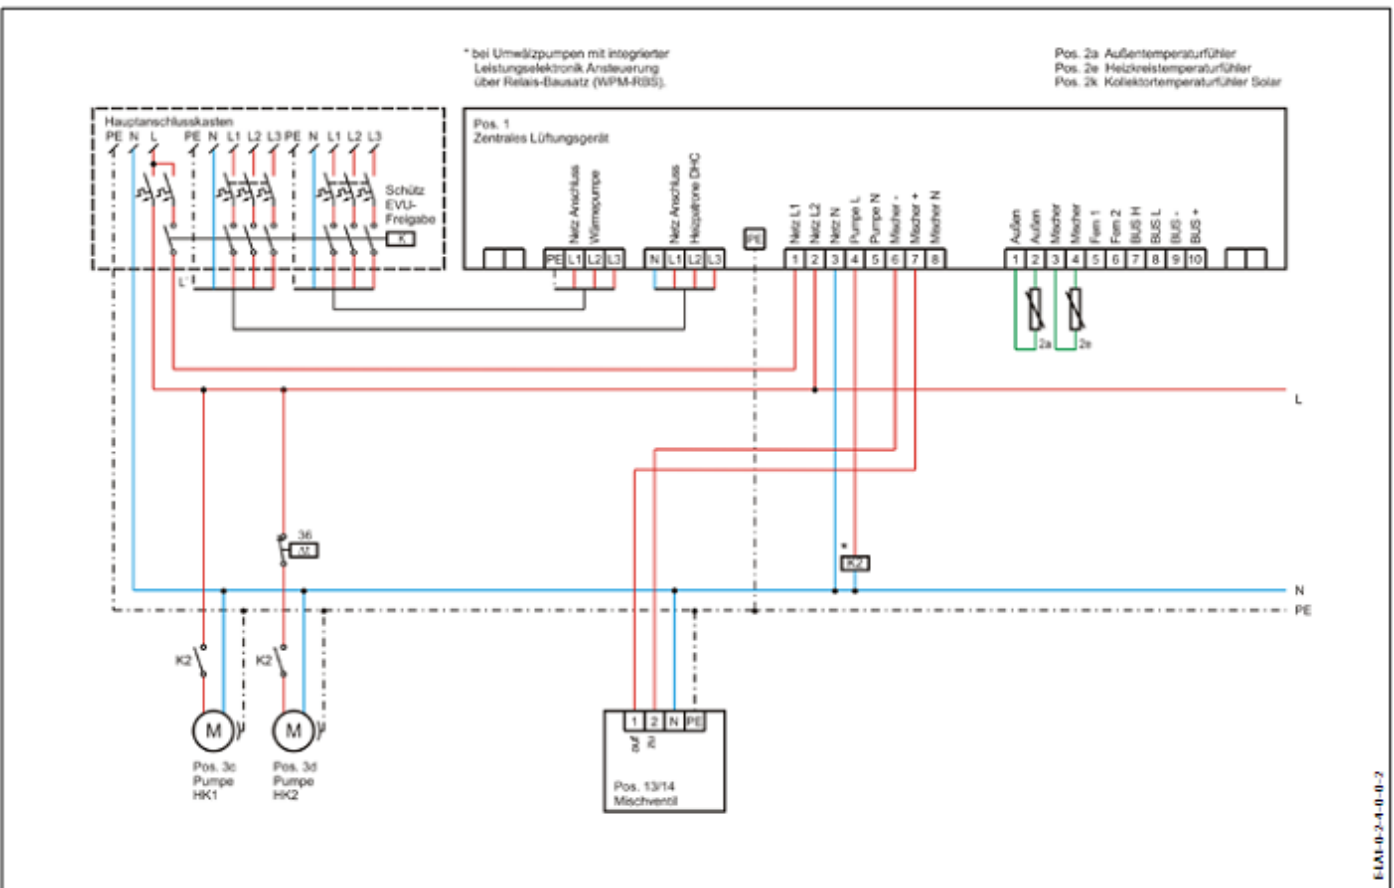 * bei Umwälzpumpen mit integrierter
Leistungselektronik Ansteuerung
über Relais-Bausatz (WPM-RBS).
Pos. 2a Außentemperaturfühler
Pos. 2e Heizkreistemperaturfühler
Pos. 2k Kollektortemperaturfühler Solar
Hauptanschlusskasten
PE N L PE N L1 L2 L3 PE N L1 L2 L3
Schütz
EVU-
Freigabe
K
L'
Pos. 1
Zentrales Lüftungsgerät
Netz Anschluss
Wärmepumpe
PE L1 L2 L3
Netz Anschluss
Heizpatrone DHC
N L1 L2 L3
PE
Netz L1
Netz L2
Netz N
Pumpe L
Pumpe N
Mischer -
Mischer +
Mischer N
1 2 3 4 5 6 7 8
Außen
Außen
Mischer
Mischer
Fern 1
Fern 2
BUS H
BUS L
BUS -
BUS +
1 2 3 4 5 6 7 8 9 10
2a
2e
L
36
*
K2
N
PE
K2
K2
M
M
Pos. 3c
Pumpe
HK1
Pos. 3d
Pumpe
HK2
1 2 N PE
auf
zu
Pos. 13/14
Mischventil